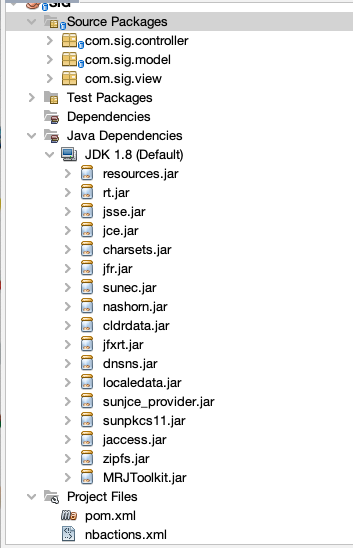 Source Packages
com.sig.controller
com.sig.model
com.sig.view
Test Packages
Dependencies
Java Dependencies
JDK 1.8 (Default)
resources.jar
rt.jar
jsse.jar
jce.jar
charsets.jar
jfr.jar
sunec.jar
nashorn.jar
cldrdata.jar
jfxrt.jar
dnsns.jar
localedata.jar
sunjce_provider.jar
sunpkcs11.jar
jaccess.jar
zipfs.jar
MRJToolkit.jar
Project Files
pom.xml
nbactions.xml